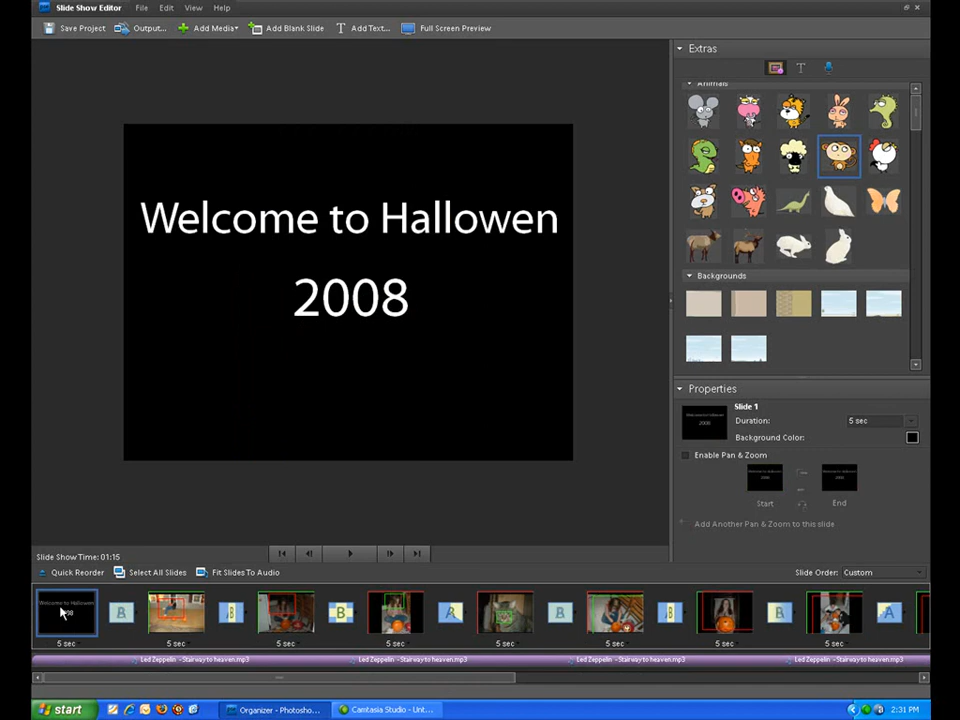 Slide Show Editor File Edit View Help
Save Project Output... Add Media Add Blank Slide Add Text... Full Screen Preview
Extras
T
Animals
Welcome to Hallowen
2008
Backgrounds
Properties
Slide 1
Duration: 5 sec
Background Color:
Enable Pan & Zoom
Start End
Add Another Pan & Zoom to this slide
Slide Show Time: 01:15
Quick Reorder Select All Slides Fit Slides To Audio Slide Order: Custom
Welcome to Hallowen
A B B A A B B A
5 sec 5 sec 5 sec 5 sec 5 sec 5 sec 5 sec 5 sec
Led Zeppelin - Stairway to heaven.mp3 Led Zeppelin - Stairway to heaven.mp3 Led Zeppelin - Stairway to heaven.mp3 Led Zeppelin - Stairway to heaven.mp3
start Organizer - Photosho... Camtasia Studio - Unt... 2:31 PM